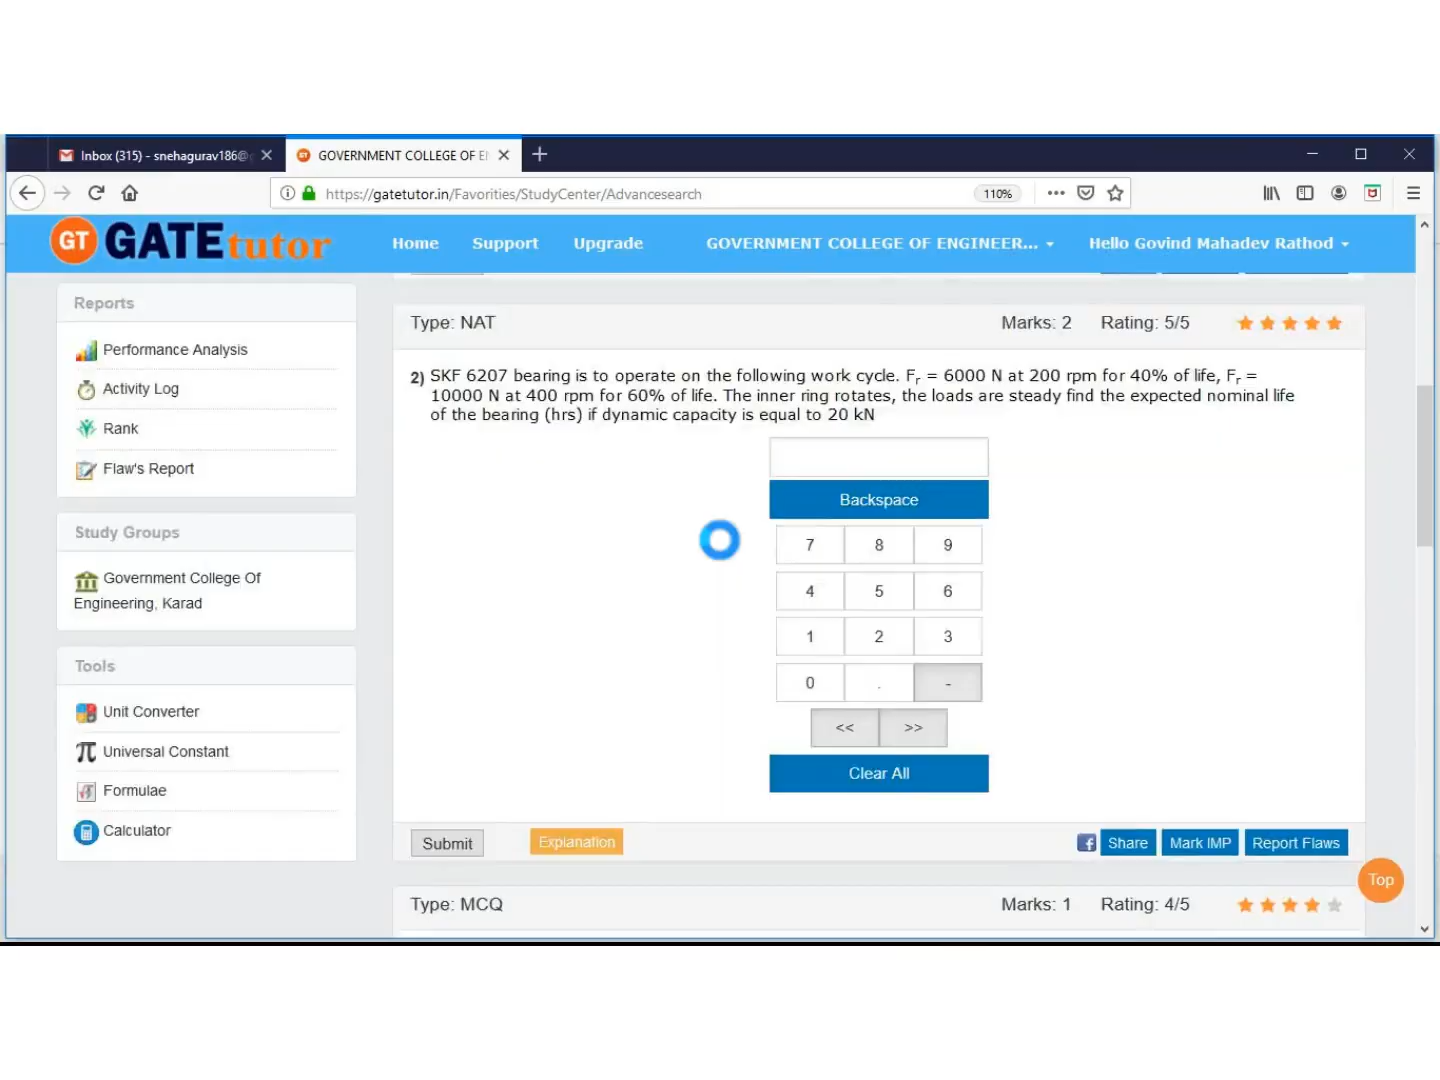 Inbox (315) - snehagurav186@
GOVERNMENT COLLEGE OF E
https://gatetutor.in/Favorities/StudyCenter/Advancesearch
110%
GT GATEtutor
Home
Support
Upgrade
GOVERNMENT COLLEGE OF ENGINEER...
Hello Govind Mahadev Rathod
Reports
Performance Analysis
Activity Log
Rank
Flaw's Report
Study Groups
Government College Of
Engineering, Karad
Tools
Unit Converter
Universal Constant
Formulae
Calculator
Type: NAT
Marks: 2
Rating: 5/5
2) SKF 6207 bearing is to operate on the following work cycle. Fr = 6000 N at 200 rpm for 40% of life, Fr =
10000 N at 400 rpm for 60% of life. The inner ring rotates, the loads are steady find the expected nominal life
of the bearing (hrs) if dynamic capacity is equal to 20 kN
Backspace
7 8 9
4 5 6
1 2 3
0 . -
<< >>
Clear All
Submit
Explanation
Share
Mark IMP
Report Flaws
Top
Type: MCQ
Marks: 1
Rating: 4/5